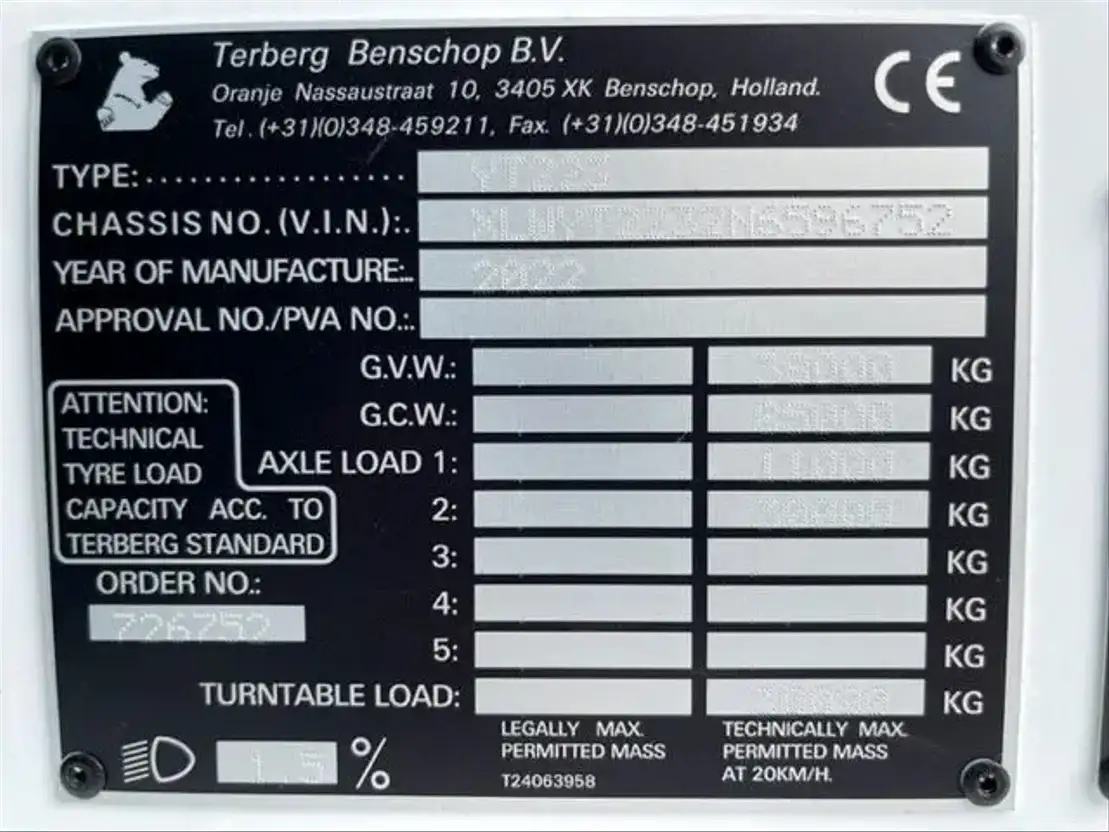 Terberg Benschop B.V.
Oranje Nassaustraat 10, 3405 XK Benschop, Holland.
Tel. (+31)(0)348-459211, Fax. (+31)(0)348-451934
CE
TYPE:..................
CHASSIS NO. (V.I.N.):.
YEAR OF MANUFACTURE:.. 2022
APPROVAL NO./PVA NO.:.
G.V.W.: KG
G.C.W.: 65000 KG
ATTENTION:
TECHNICAL
TYRE LOAD
CAPACITY ACC. TO
TERBERG STANDARD
AXLE LOAD 1: KG
2: KG
3: KG
4: KG
5: KG
ORDER NO.:
726752
TURNTABLE LOAD: KG
1.5 %
LEGALLY MAX.
PERMITTED MASS
T24063958
TECHNICALLY MAX.
PERMITTED MASS
AT 20KM/H.